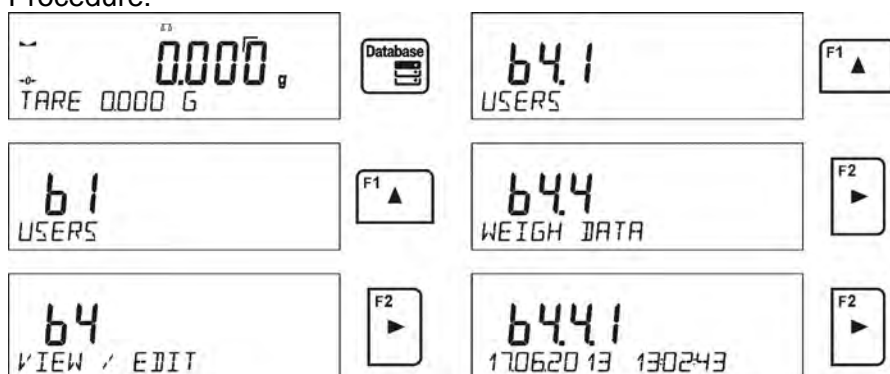 Procedure:
0.000 g
→0←
TARE 0.000 G
Database
b1
USERS
F1
b4
VIEW / EDIT
F2
b4.1
USERS
F1
b4.4
WEIGH DATA
F2
b4.4.1
17.06.2013 13:02:43
F2